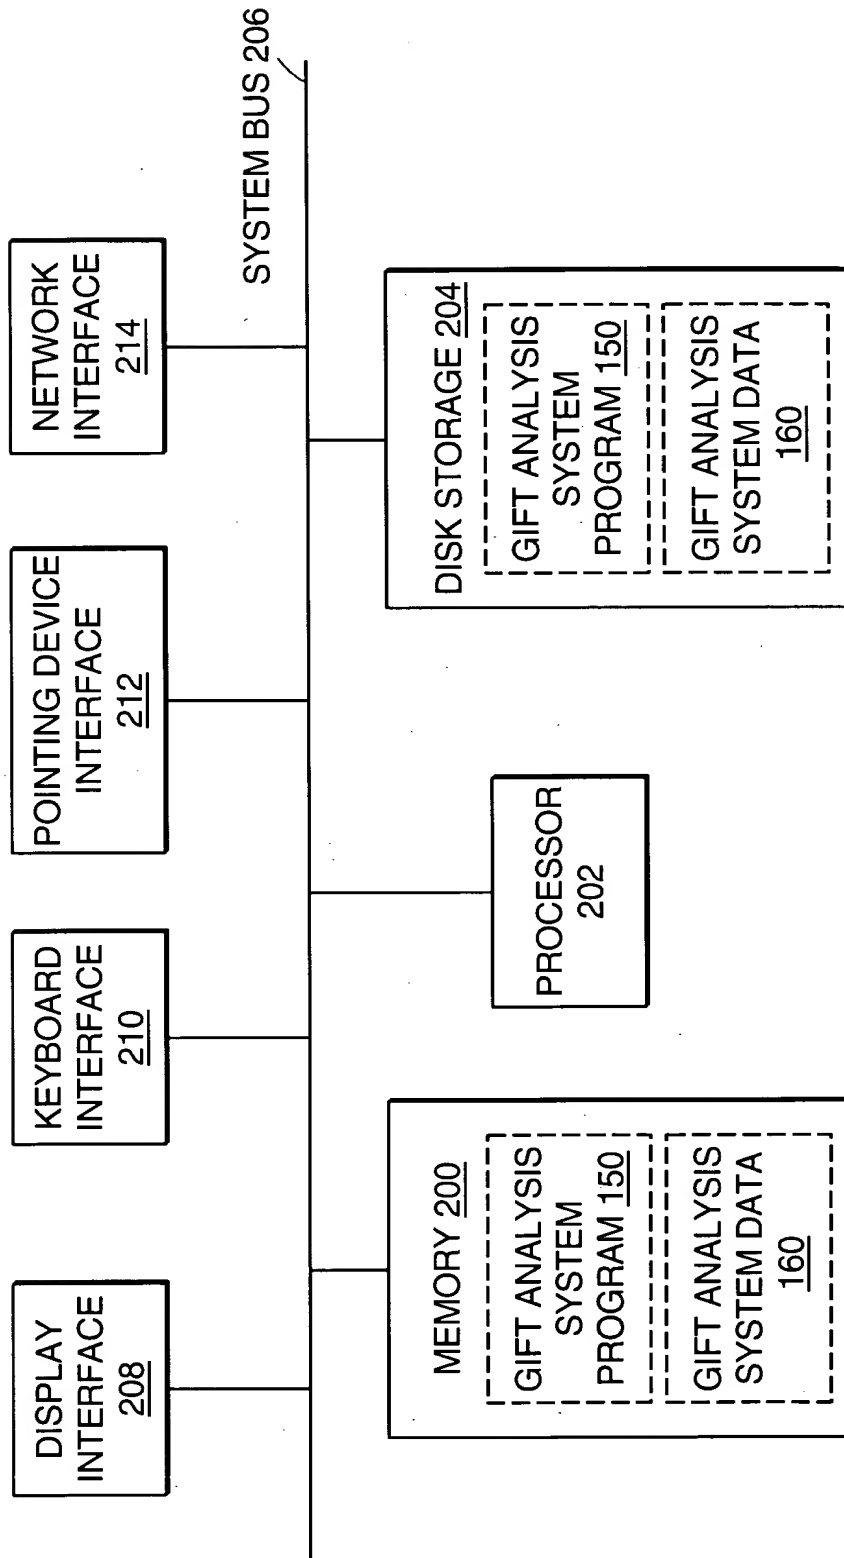 DISPLAY
INTERFACE
208
KEYBOARD
INTERFACE
210
POINTING DEVICE
INTERFACE
212
NETWORK
INTERFACE
214
SYSTEM BUS 206
MEMORY 200
GIFT ANALYSIS
SYSTEM
PROGRAM 150
GIFT ANALYSIS
SYSTEM DATA
160
PROCESSOR
202
DISK STORAGE 204
GIFT ANALYSIS
SYSTEM
PROGRAM 150
GIFT ANALYSIS
SYSTEM DATA
160